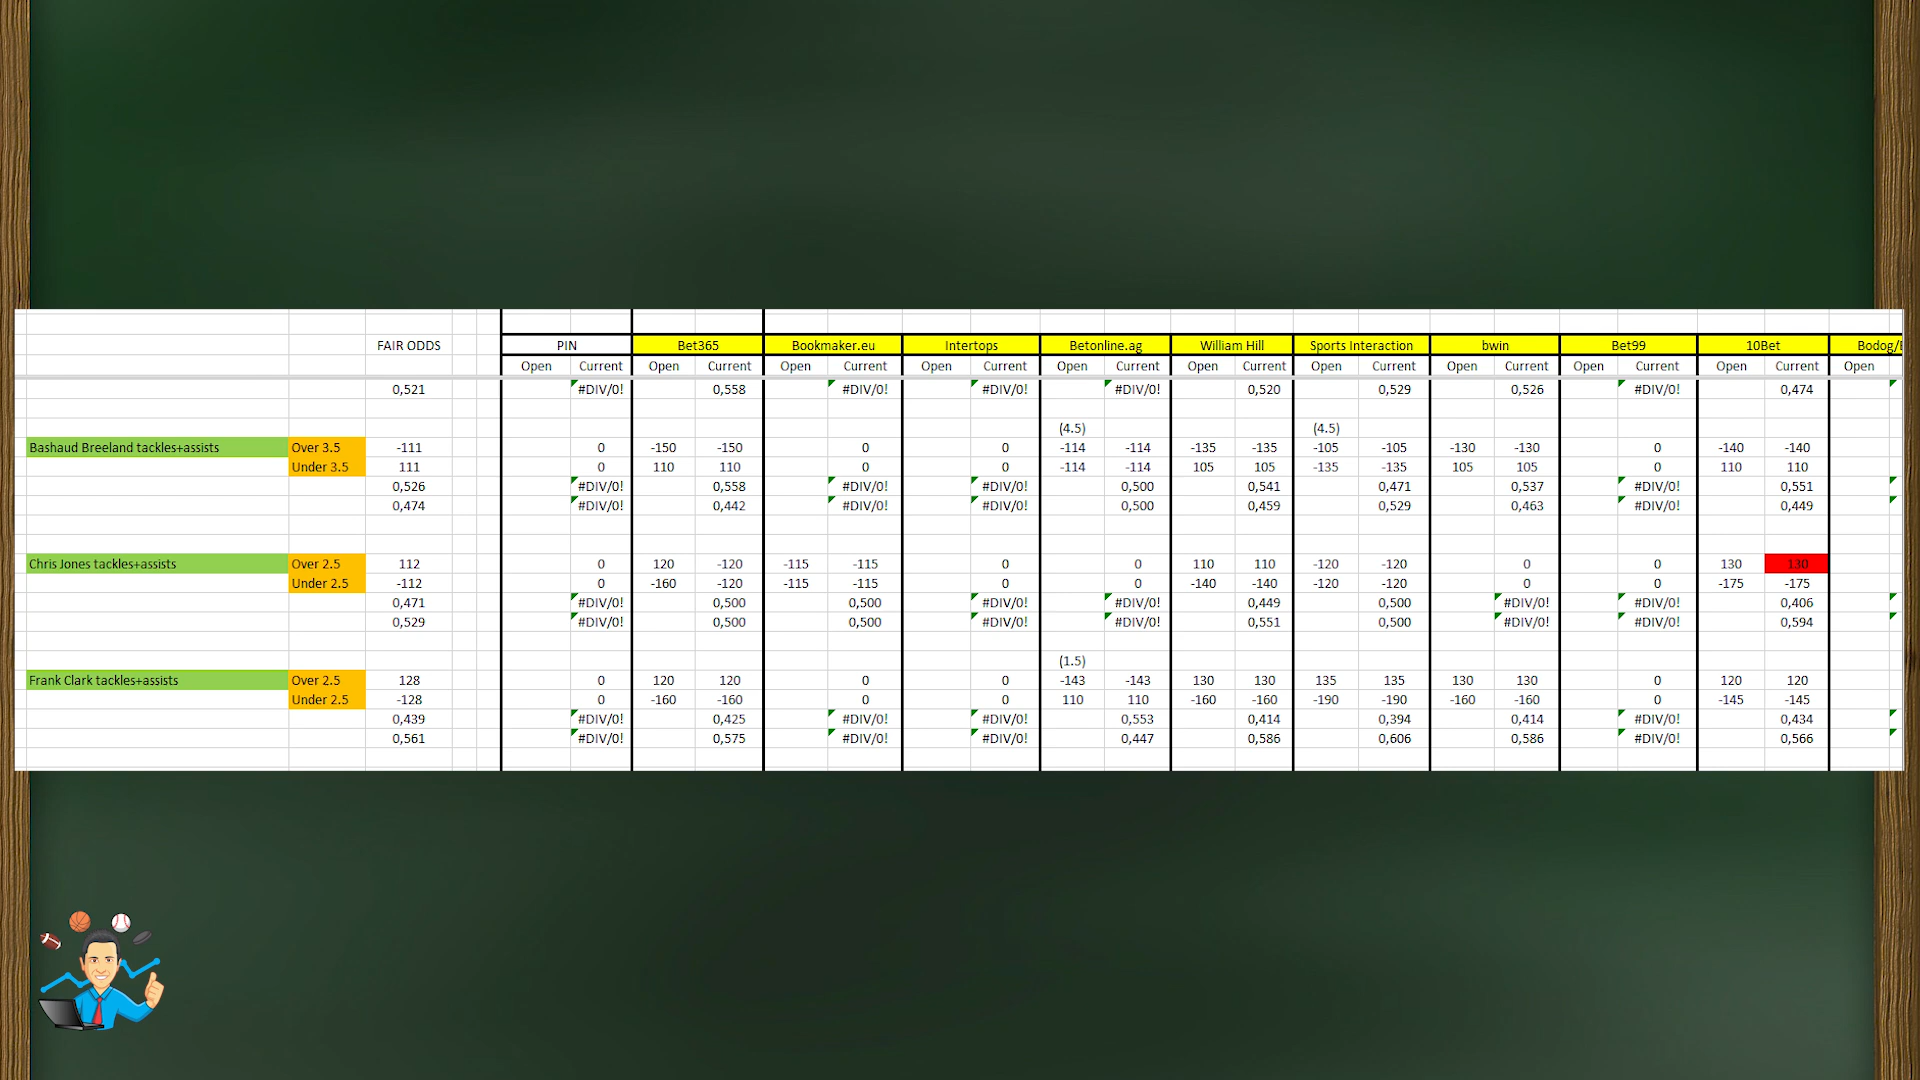 FAIR ODDS PIN Bet365 Bookmaker.eu Intertops Betonline.ag William Hill Sports Interaction bwin Bet99 10Bet Bodog/
Open Current Open Current Open Current Open Current Open Current Open Current Open Current Open Current Open Current Open Current Open
0,521 #DIV/0! 0,558 #DIV/0! #DIV/0! #DIV/0! 0,520 0,529 0,526 #DIV/0! 0,474
(4.5) (4.5)
Bashaud Breeland tackles+assists Over 3.5 -111 0 -150 -150 0 0 -114 -114 -135 -135 -105 -105 -130 -130 0 -140 -140
Under 3.5 111 0 110 110 0 0 -114 -114 105 105 -135 -135 105 105 0 110 110
0,526 #DIV/0! 0,558 #DIV/0! #DIV/0! 0,500 0,541 0,471 0,537 #DIV/0! 0,551
0,474 #DIV/0! 0,442 #DIV/0! #DIV/0! 0,500 0,459 0,529 0,463 #DIV/0! 0,449
Chris Jones tackles+assists Over 2.5 112 0 120 -120 -115 -115 0 0 110 110 -120 -120 0 0 130 130
Under 2.5 -112 0 -160 -120 -115 -115 0 0 -140 -140 -120 -120 0 0 -175 -175
0,471 #DIV/0! 0,500 0,500 #DIV/0! #DIV/0! 0,449 0,500 #DIV/0! #DIV/0! 0,406
0,529 #DIV/0! 0,500 0,500 #DIV/0! #DIV/0! 0,551 0,500 #DIV/0! #DIV/0! 0,594
(1.5)
Frank Clark tackles+assists Over 2.5 128 0 120 120 0 0 -143 -143 130 130 135 135 130 130 0 120 120
Under 2.5 -128 0 -160 -160 0 0 110 110 -160 -160 -190 -190 -160 -160 0 -145 -145
0,439 #DIV/0! 0,425 #DIV/0! #DIV/0! 0,553 0,414 0,394 0,414 #DIV/0! 0,434
0,561 #DIV/0! 0,575 #DIV/0! #DIV/0! 0,447 0,586 0,606 0,586 #DIV/0! 0,566